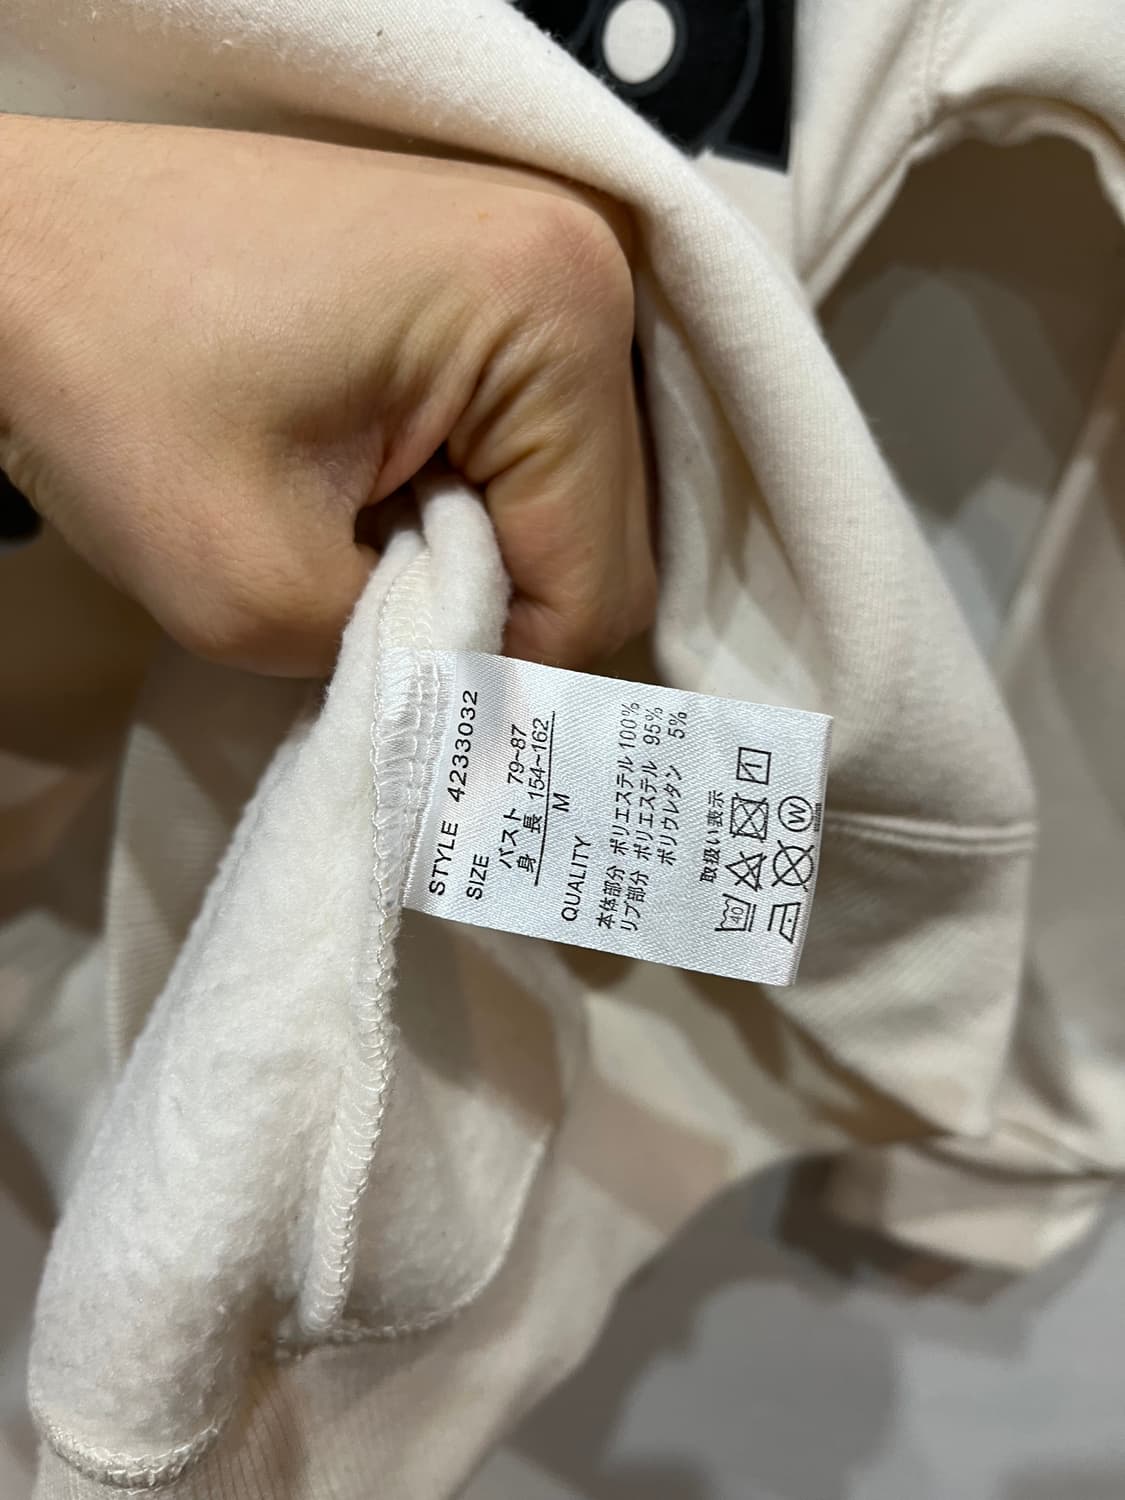 STYLE 4233032
SIZE
バスト 79~87
身 長 154~162
M
QUALITY
本体部分 ポリエステル 100%
リブ部分 ポリエステル 95%
ポリウレタン 5%
取扱い表示
40
W